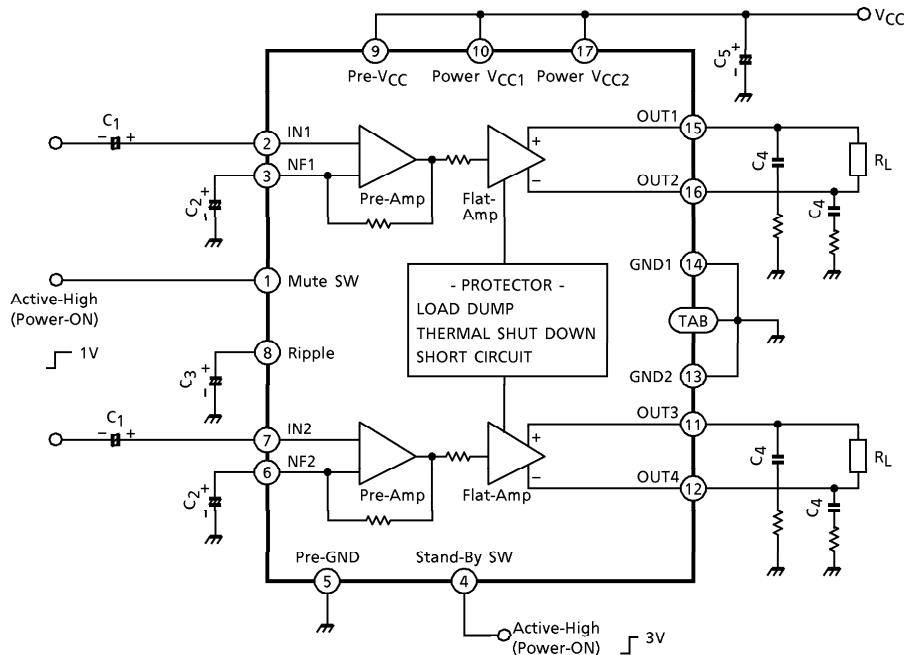 VCC
9
10
17
Pre-VCC
Power VCC1
Power VCC2
C5
+
-
C1
- +
2
IN1
3
NF1
C2
+
-
Pre-Amp
Flat-
Amp
+
-
OUT1
15
OUT2
16
C4
C4
RL
1
Mute SW
Active-High
(Power-ON)
1V
8
Ripple
C3
+
-
- PROTECTOR -
LOAD DUMP
THERMAL SHUT DOWN
SHORT CIRCUIT
GND1
14
TAB
GND2
13
C1
- +
7
IN2
6
NF2
C2
+
-
Pre-Amp
Flat-Amp
+
-
OUT3
11
OUT4
12
C4
C4
RL
Pre-GND
5
Stand-By SW
4
Active-High
(Power-ON)
3V